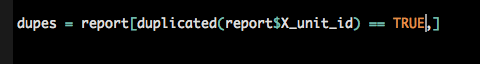 dupes = report[duplicated(report$X_unit_id) == TRUE,]